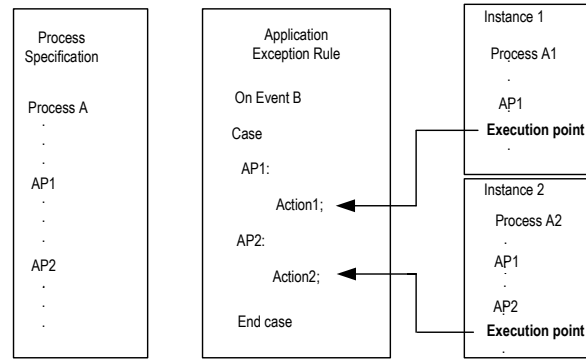 Process
Specification
Process A
.
.
.
AP1
.
.
.
.
AP2
.
.
.
.
Application
Exception Rule
On Event B
Case
AP1:
Action1;
AP2:
Action2;
End case
Instance 1
Process A1
.
AP1
.
Execution point
.
Instance 2
Process A2
.
AP1
.
.
AP2
.
Execution point
.